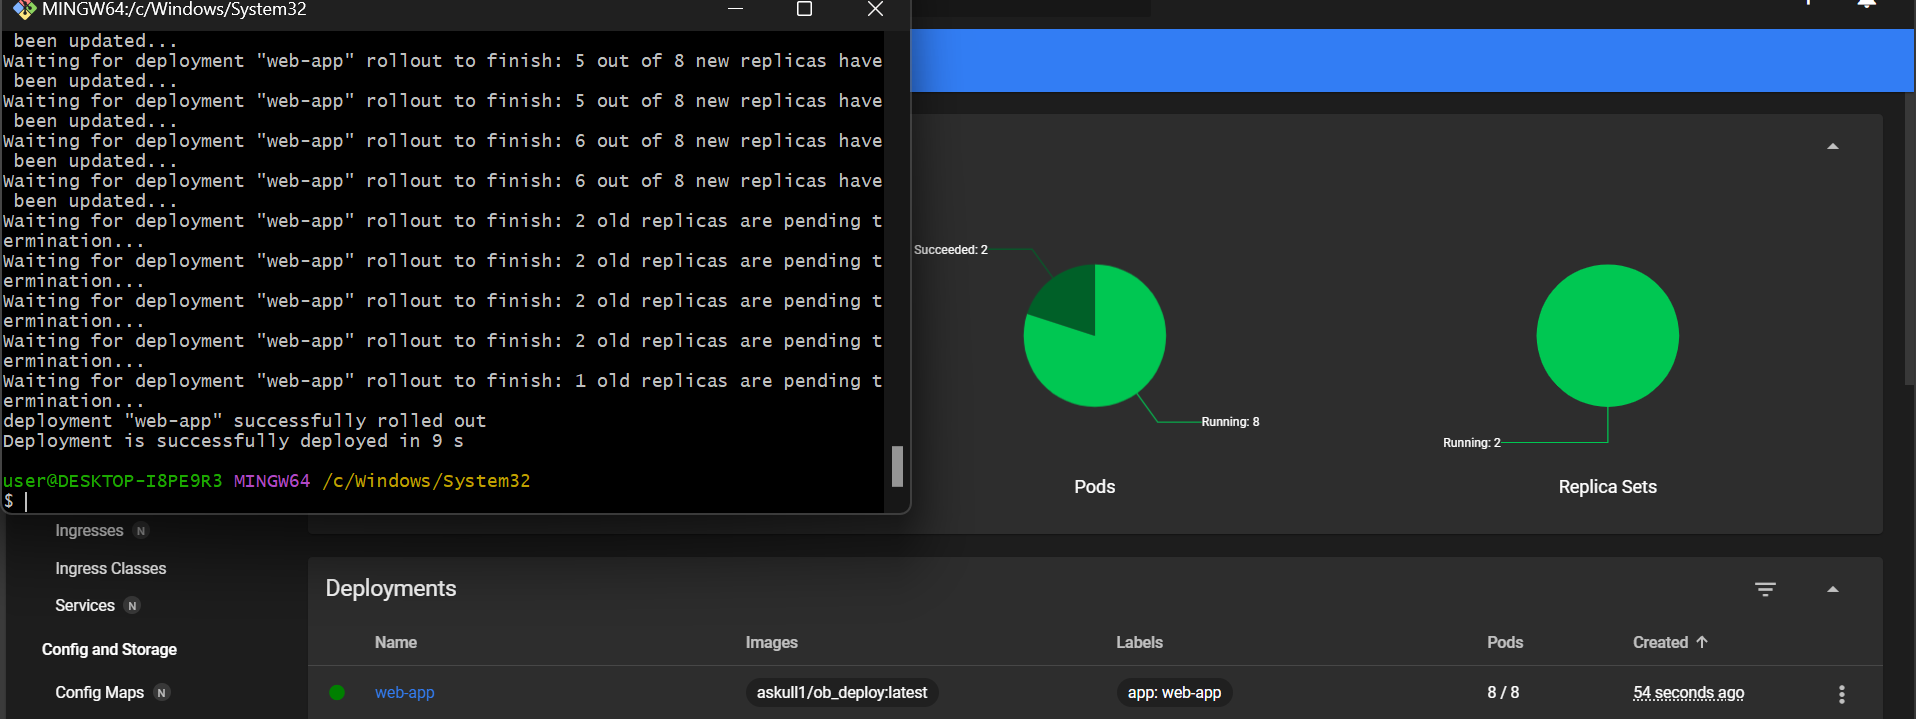 MINGW64:/c/Windows/System32
 been updated...
Waiting for deployment "web-app" rollout to finish: 5 out of 8 new replicas have
 been updated...
Waiting for deployment "web-app" rollout to finish: 5 out of 8 new replicas have
 been updated...
Waiting for deployment "web-app" rollout to finish: 6 out of 8 new replicas have
 been updated...
Waiting for deployment "web-app" rollout to finish: 6 out of 8 new replicas have
 been updated...
Waiting for deployment "web-app" rollout to finish: 2 old replicas are pending t
ermination...
Waiting for deployment "web-app" rollout to finish: 2 old replicas are pending t
ermination...
Waiting for deployment "web-app" rollout to finish: 2 old replicas are pending t
ermination...
Waiting for deployment "web-app" rollout to finish: 2 old replicas are pending t
ermination...
Waiting for deployment "web-app" rollout to finish: 1 old replicas are pending t
ermination...
deployment "web-app" successfully rolled out
Deployment is successfully deployed in 9 s
user@DESKTOP-I8PE9R3 MINGW64 /c/Windows/System32
$
Succeeded: 2
Running: 8
Pods
Running: 2
Replica Sets
Ingresses N
Ingress Classes
Services N
Config and Storage
Config Maps N
Deployments
Name Images Labels Pods Created
web-app askull1/ob_deploy:latest app: web-app 8 / 8 54 seconds ago